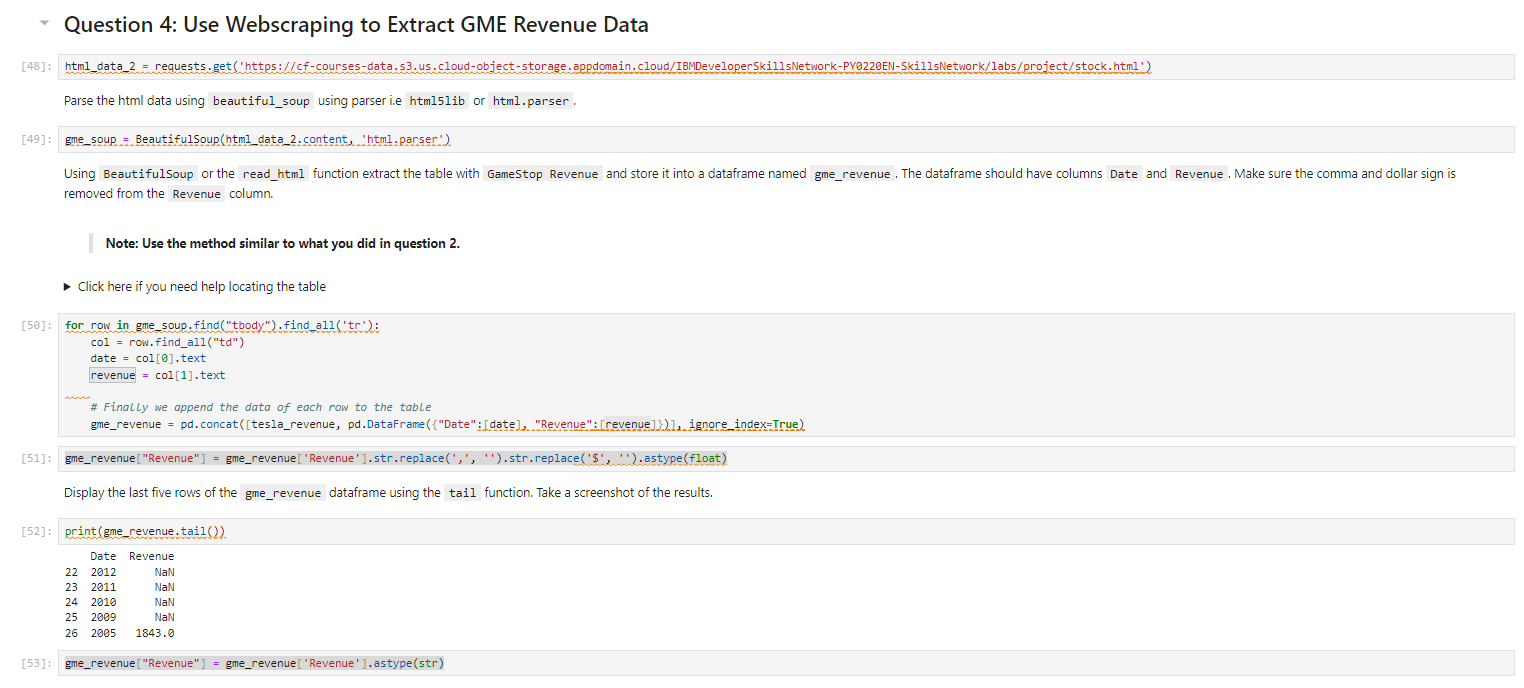 Question 4: Use Webscraping to Extract GME Revenue Data
[48]: html_data_2 = requests.get('https://cf-courses-data.s3.us.cloud-object-storage.appdomain.cloud/IBMDeveloperSkillsNetwork-PY0220EN-SkillsNetwork/labs/project/stock.html')
Parse the html data using beautiful_soup using parser i.e html5lib or html.parser.
[49]: gme_soup = BeautifulSoup(html_data_2.content, 'html.parser')
Using BeautifulSoup or the read_html function extract the table with GameStop Revenue and store it into a dataframe named gme_revenue. The dataframe should have columns Date and Revenue. Make sure the comma and dollar sign is
removed from the Revenue column.
Note: Use the method similar to what you did in question 2.
Click here if you need help locating the table
[50]: for row in gme_soup.find("tbody").find_all('tr'):
col = row.find_all("td")
date = col[0].text
revenue = col[1].text
# Finally we append the data of each row to the table
gme_revenue = pd.concat([tesla_revenue, pd.DataFrame({"Date":[date], "Revenue":[revenue]})], ignore_index=True)
[51]: gme_revenue["Revenue"] = gme_revenue['Revenue'].str.replace(',', '').str.replace('$', '').astype(float)
Display the last five rows of the gme_revenue dataframe using the tail function. Take a screenshot of the results.
[52]: print(gme_revenue.tail())
Date Revenue
22 2012 NaN
23 2011 NaN
24 2010 NaN
25 2009 NaN
26 2005 1843.0
[53]: gme_revenue["Revenue"] = gme_revenue['Revenue'].astype(str)